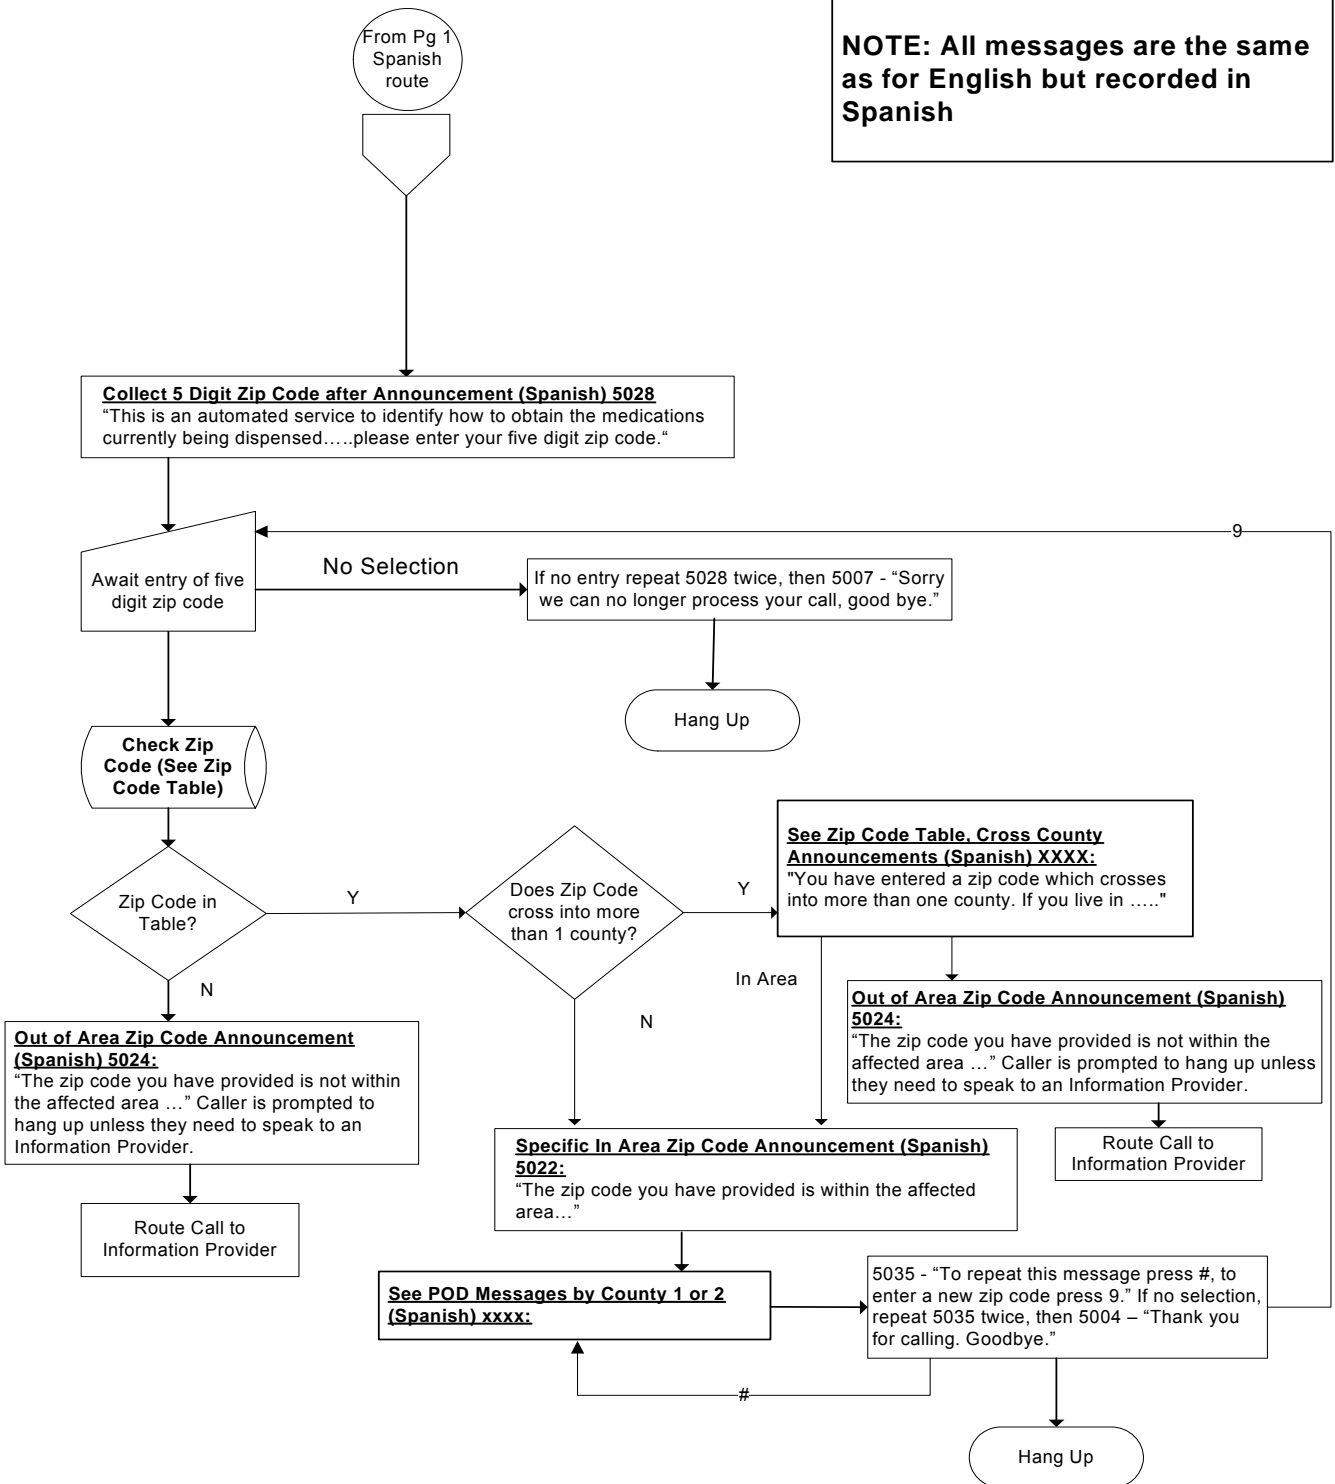 From Pg 1
Spanish
route
NOTE: All messages are the same
as for English but recorded in
Spanish
Collect 5 Digit Zip Code after Announcement (Spanish) 5028
“This is an automated service to identify how to obtain the medications
currently being dispensed…..please enter your five digit zip code.“
9
Await entry of five
digit zip code
No Selection
If no entry repeat 5028 twice, then 5007 - “Sorry
we can no longer process your call, good bye.”
Hang Up
Check Zip
Code (See Zip
Code Table)
Zip Code in
Table?
Y
Does Zip Code
cross into more
than 1 county?
Y
See Zip Code Table, Cross County
Announcements (Spanish) XXXX:
"You have entered a zip code which crosses
into more than one county. If you live in ….."
N
N
In Area
Out of Area Zip Code Announcement
(Spanish) 5024:
“The zip code you have provided is not within
the affected area …” Caller is prompted to
hang up unless they need to speak to an
Information Provider.
Route Call to
Information Provider
Out of Area Zip Code Announcement (Spanish)
5024:
“The zip code you have provided is not within the
affected area …” Caller is prompted to hang up unless
they need to speak to an Information Provider.
Route Call to
Information Provider
Specific In Area Zip Code Announcement (Spanish)
5022:
“The zip code you have provided is within the affected
area…”
See POD Messages by County 1 or 2
(Spanish) xxxx:
5035 - “To repeat this message press #, to
enter a new zip code press 9.” If no selection,
repeat 5035 twice, then 5004 – “Thank you
for calling. Goodbye.”
#
Hang Up